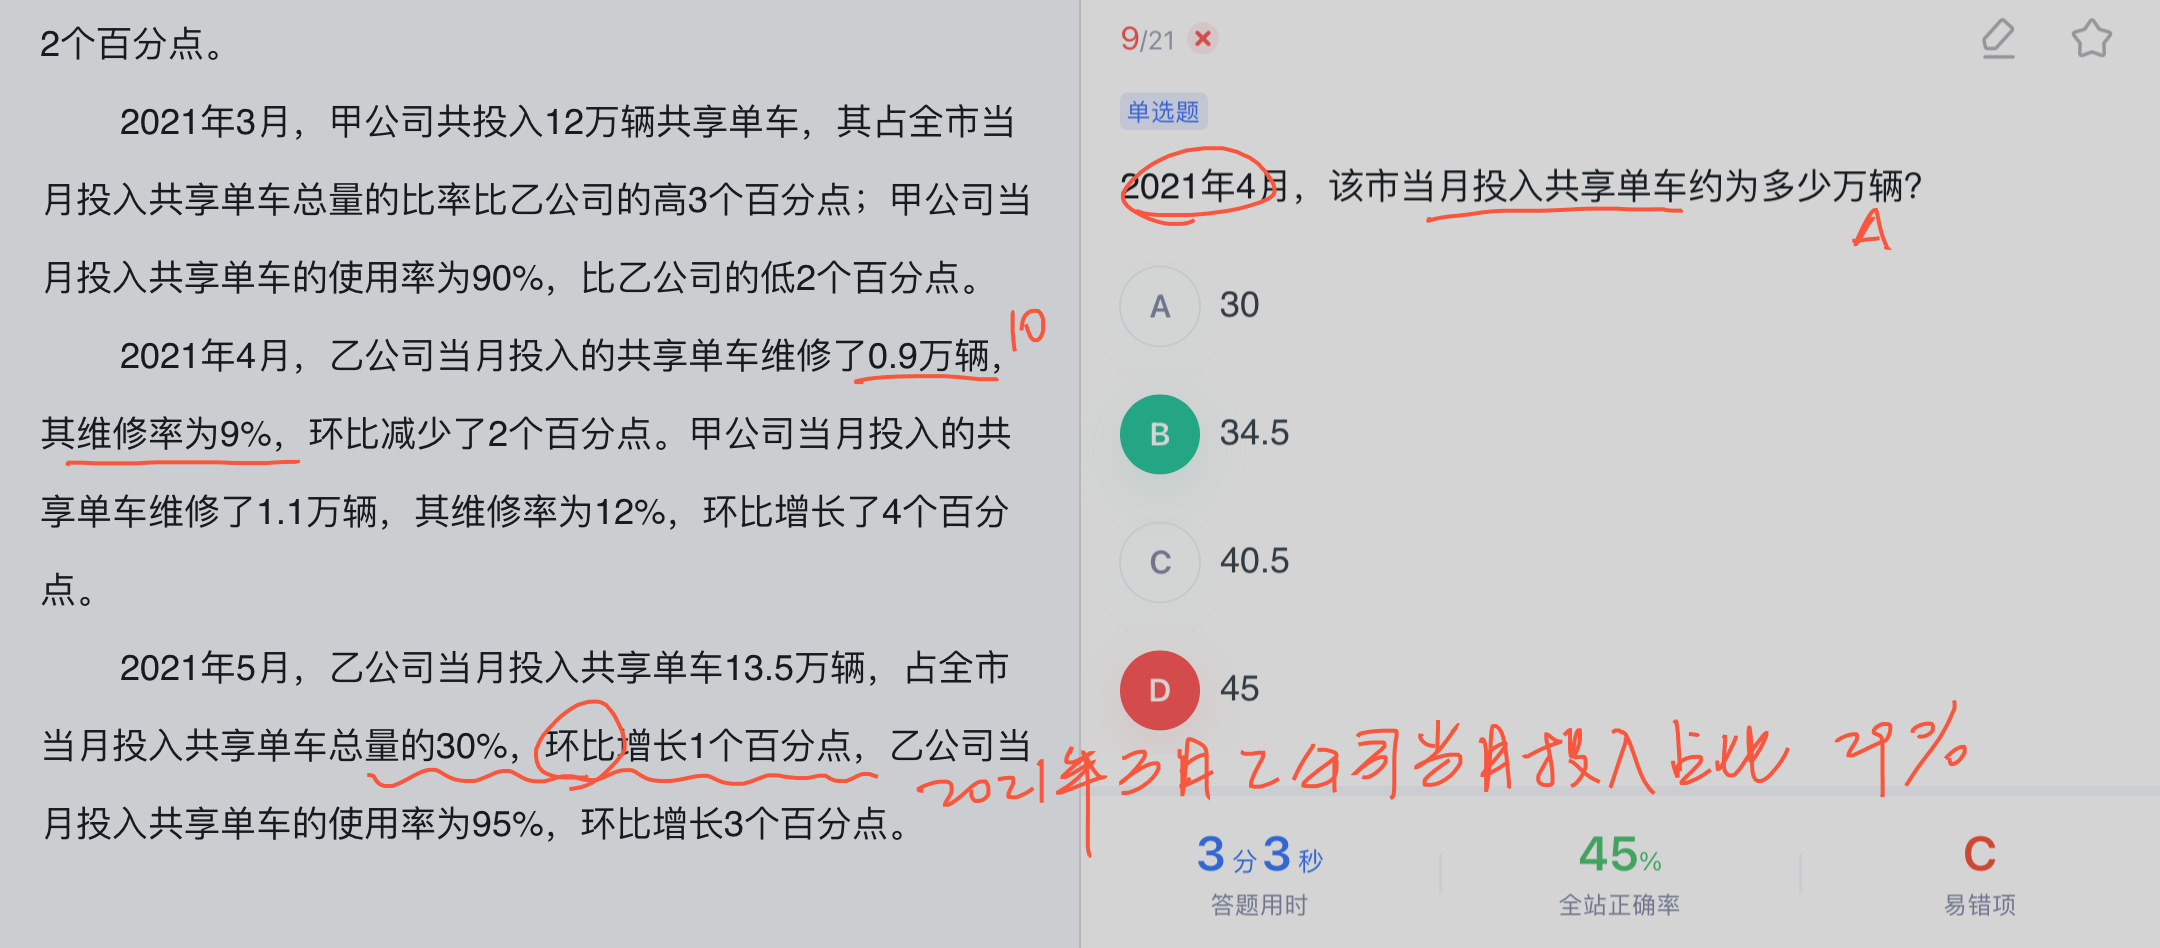 2个百分点。
2021年3月，甲公司共投入12万辆共享单车，其占全市当
月投入共享单车总量的比率比乙公司的高3个百分点；甲公司当
月投入共享单车的使用率为90%，比乙公司的低2个百分点。
10
2021年4月，乙公司当月投入的共享单车维修了0.9万辆，
其维修率为9%，环比减少了2个百分点。甲公司当月投入的共
享单车维修了1.1万辆，其维修率为12%，环比增长了4个百分
点。
2021年5月，乙公司当月投入共享单车13.5万辆，占全市
当月投入共享单车总量的30%，环比增长1个百分点，乙公司当
月投入共享单车的使用率为95%，环比增长3个百分点。
9/21
单选题
2021年4月，该市当月投入共享单车约为多少万辆？
A
A 30
B 34.5
C 40.5
D 45
2021年3月乙公司当月投入占比 29%
3分3秒
答题用时
45%
全站正确率
C
易错项